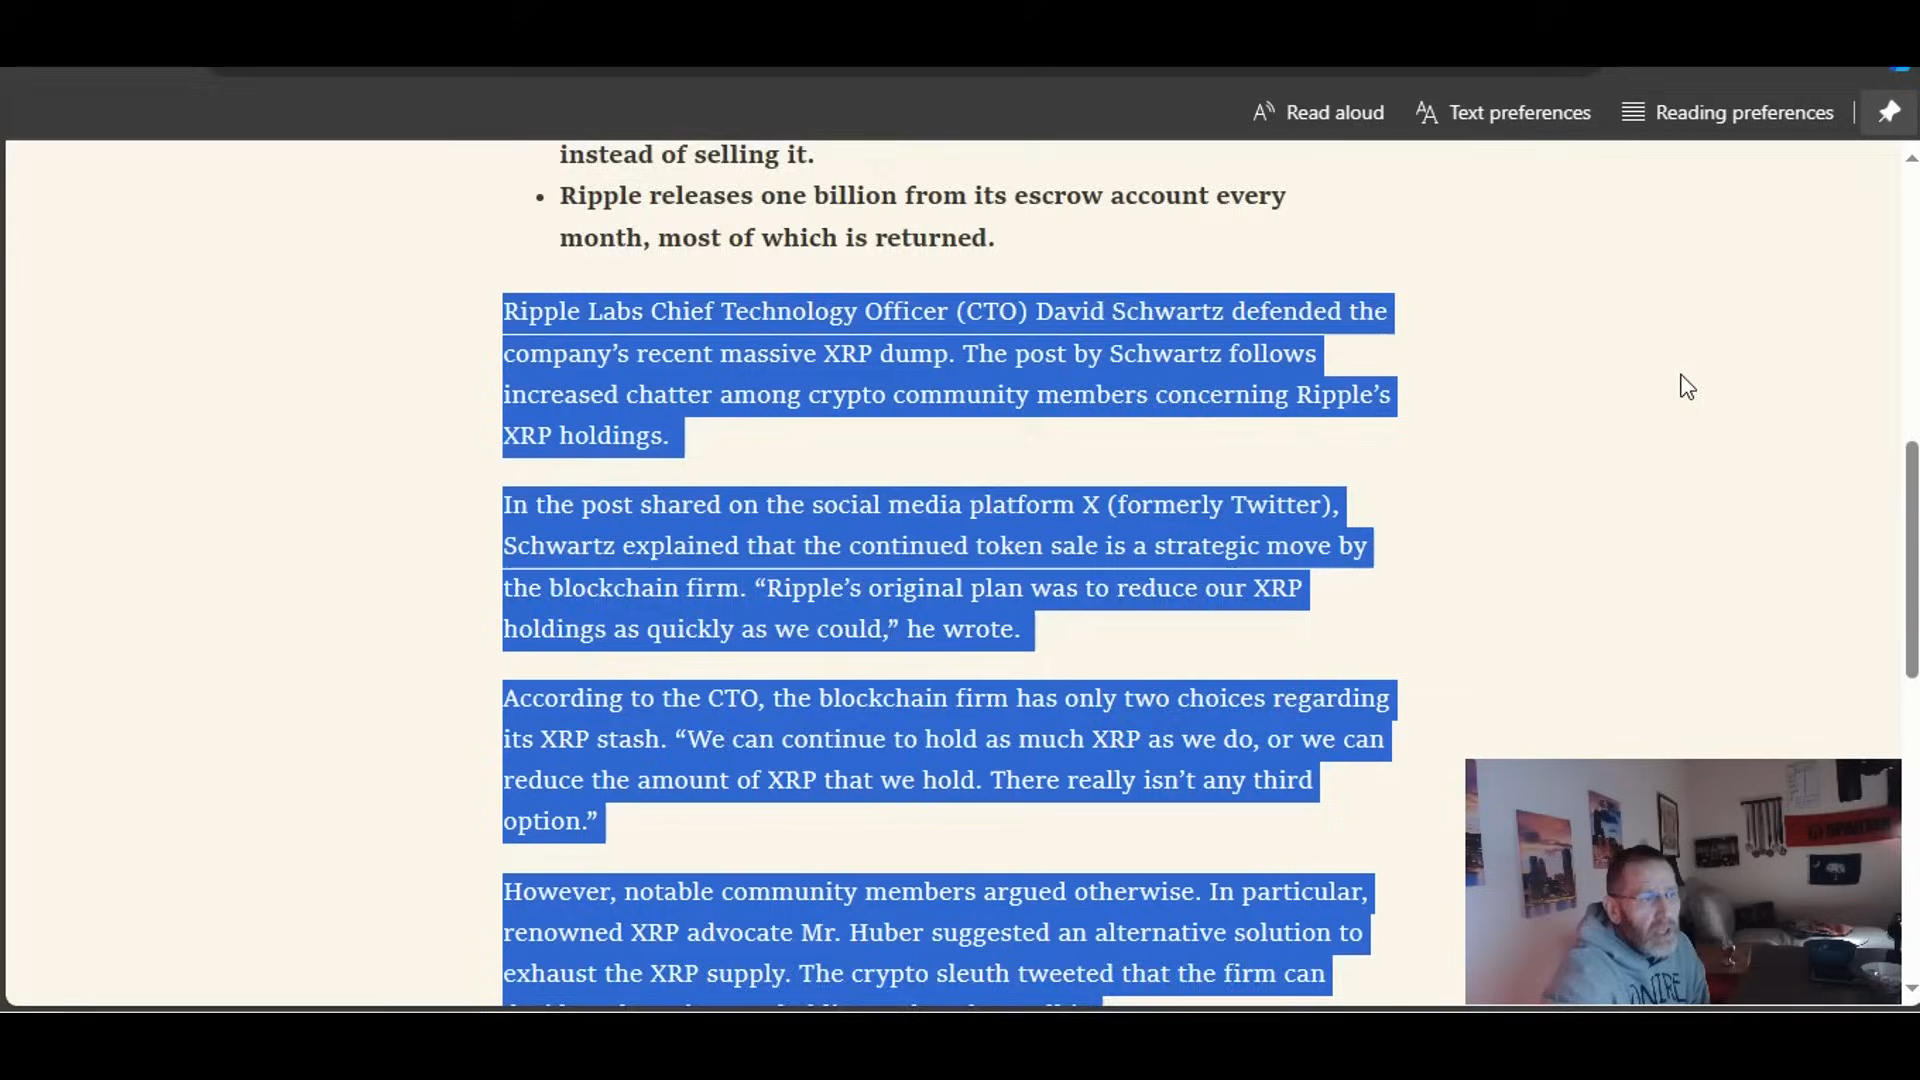 Read aloud
Text preferences
Reading preferences
instead of selling it.
• Ripple releases one billion from its escrow account every
month, most of which is returned.
Ripple Labs Chief Technology Officer (CTO) David Schwartz defended the
company’s recent massive XRP dump. The post by Schwartz follows
increased chatter among crypto community members concerning Ripple’s
XRP holdings.
In the post shared on the social media platform X (formerly Twitter),
Schwartz explained that the continued token sale is a strategic move by
the blockchain firm. “Ripple’s original plan was to reduce our XRP
holdings as quickly as we could,” he wrote.
According to the CTO, the blockchain firm has only two choices regarding
its XRP stash. “We can continue to hold as much XRP as we do, or we can
reduce the amount of XRP that we hold. There really isn’t any third
option.”
However, notable community members argued otherwise. In particular,
renowned XRP advocate Mr. Huber suggested an alternative solution to
exhaust the XRP supply. The crypto sleuth tweeted that the firm can